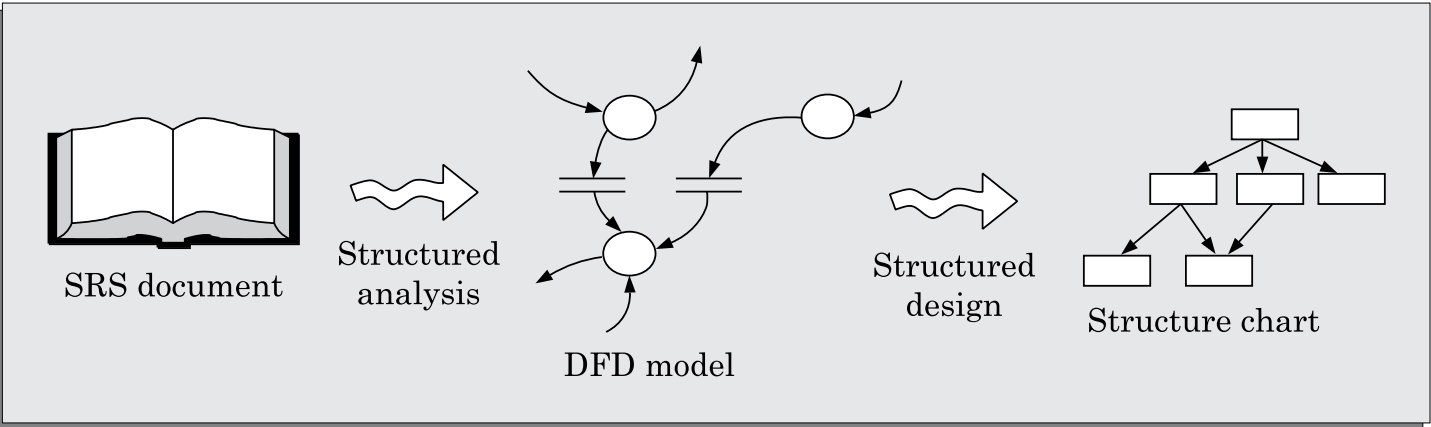 SRS document
Structured
analysis
DFD model
Structured
design
Structure chart